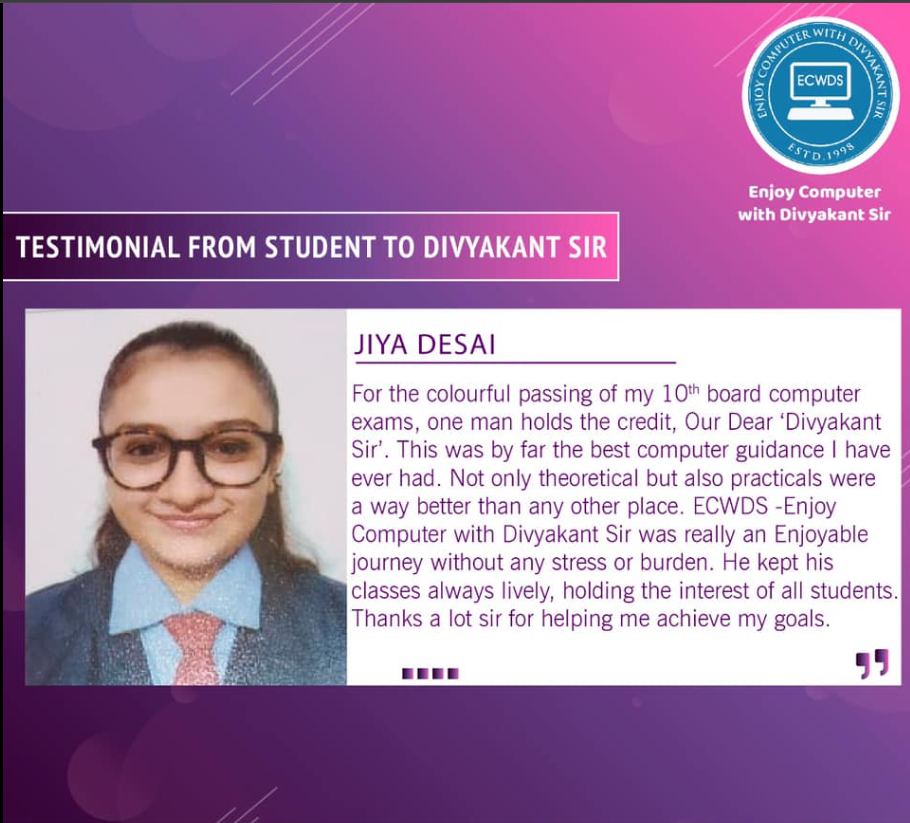 ENJOY COMPUTER WITH DIVYAKANT SIR
ECWDS
ESTD.1998
Enjoy Computer
with Divyakant Sir
TESTIMONIAL FROM STUDENT TO DIVYAKANT SIR
JIYA DESAI
For the colourful passing of my 10th board computer
exams, one man holds the credit, Our Dear ‘Divyakant
Sir’. This was by far the best computer guidance I have
ever had. Not only theoretical but also practicals were
a way better than any other place. ECWDS -Enjoy
Computer with Divyakant Sir was really an Enjoyable
journey without any stress or burden. He kept his
classes always lively, holding the interest of all students.
Thanks a lot sir for helping me achieve my goals.
”